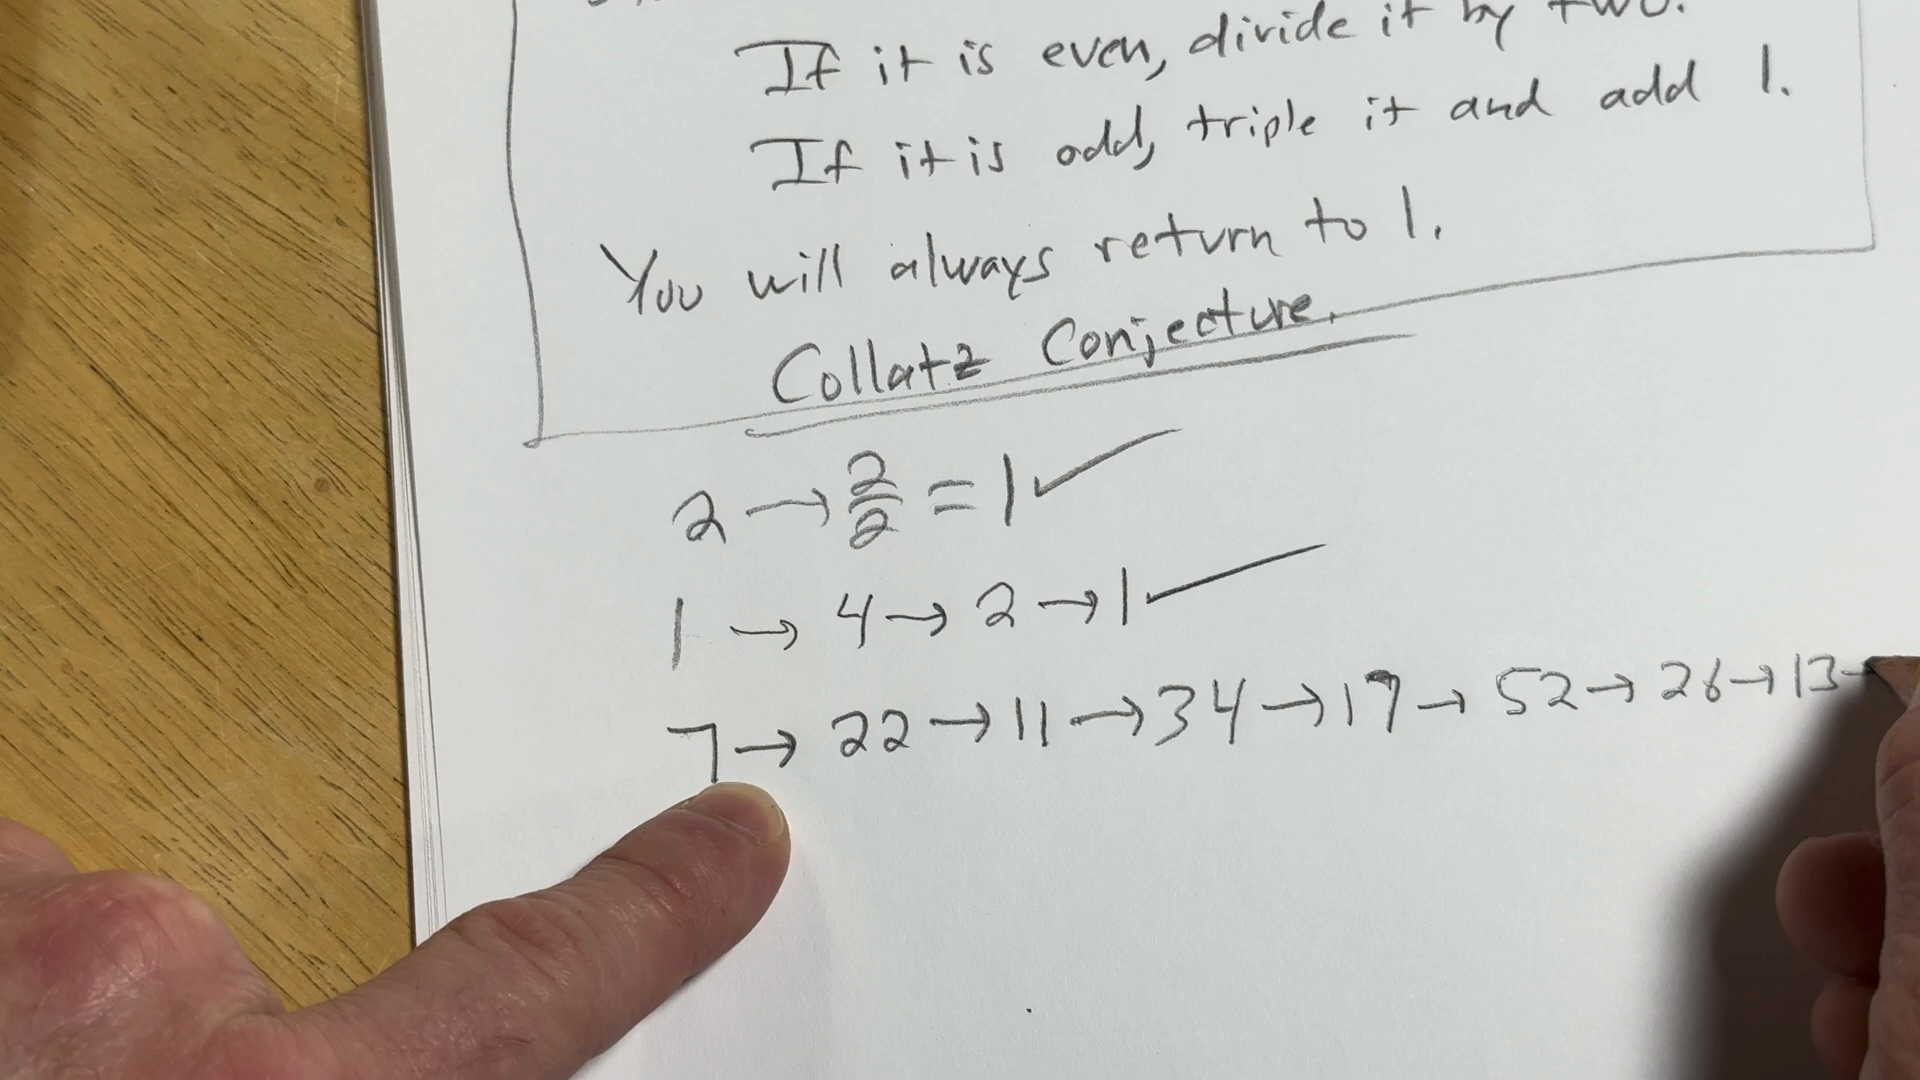 If it is even, divide it by two.
If it is odd, triple it and add 1.
You will always return to 1.
Collatz Conjecture.
2 → 2/2 = 1 ✓
1 → 4 → 2 → 1 ✓
7 → 22 → 11 → 34 → 17 → 52 → 26 → 13 →